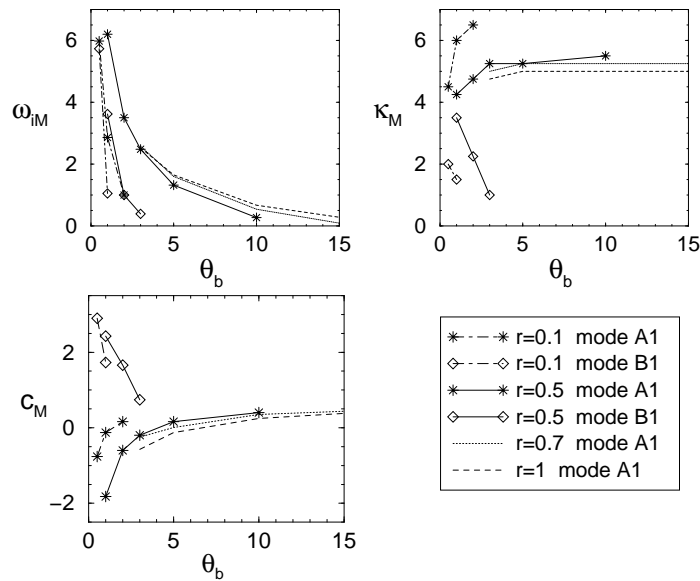 6
4
2
0
ω_iM
0 5 10 15
θ_b
6
4
2
0
κ_M
0 5 10 15
θ_b
2
0
−2
c_M
0 5 10 15
θ_b
r=0.1 mode A1
r=0.1 mode B1
r=0.5 mode A1
r=0.5 mode B1
r=0.7 mode A1
r=1 mode A1